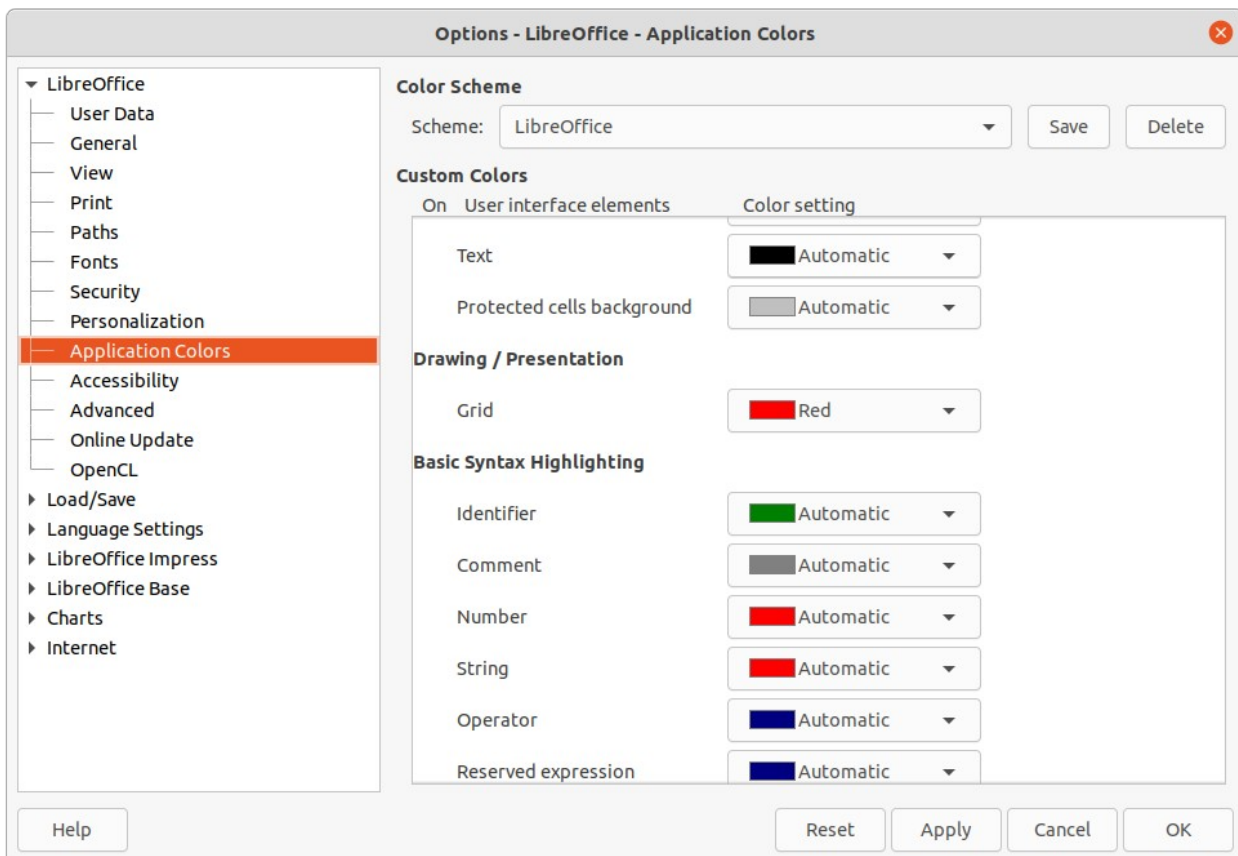 Options - LibreOffice - Application Colors
LibreOffice
User Data
General
View
Print
Paths
Fonts
Security
Personalization
Application Colors
Accessibility
Advanced
Online Update
OpenCL
Load/Save
Language Settings
LibreOffice Impress
LibreOffice Base
Charts
Internet
Color Scheme
Scheme: LibreOffice Save Delete
Custom Colors
On User interface elements Color setting
Text Automatic
Protected cells background Automatic
Drawing / Presentation
Grid Red
Basic Syntax Highlighting
Identifier Automatic
Comment Automatic
Number Automatic
String Automatic
Operator Automatic
Reserved expression Automatic
Help Reset Apply Cancel OK